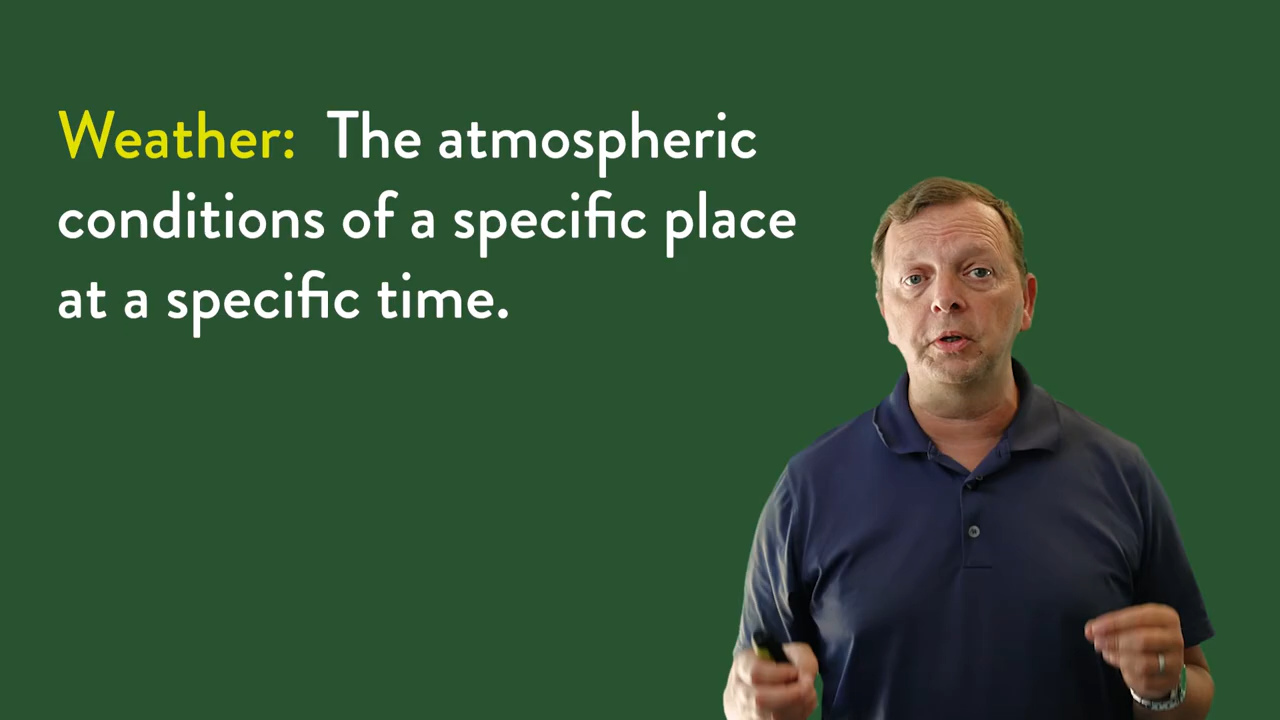 Weather: The atmospheric
conditions of a specific place
at a specific time.